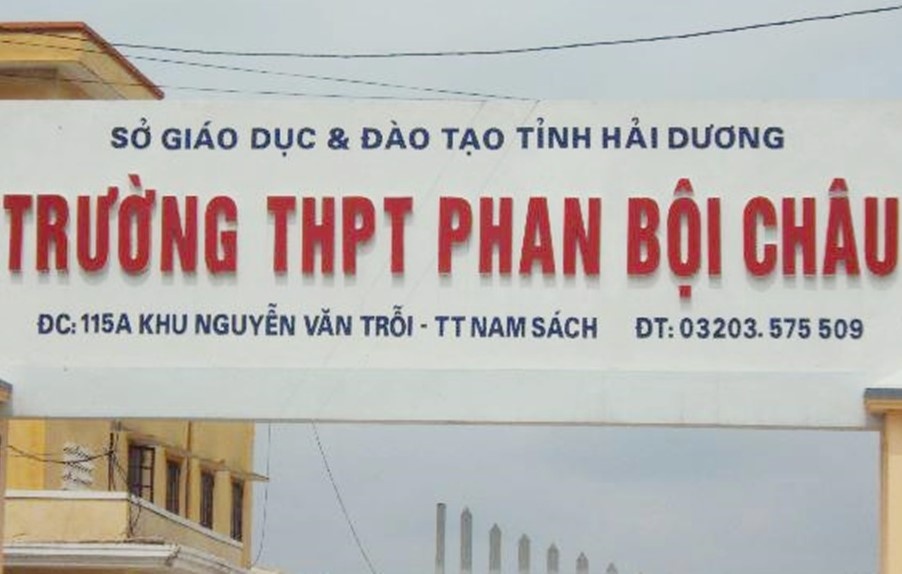 SỞ GIÁO DỤC & ĐÀO TẠO TỈNH HẢI DƯƠNG
TRƯỜNG THPT PHAN BỘI CHÂU
ĐC: 115A KHU NGUYỄN VĂN TRỖI - TT NAM SÁCH ĐT: 03203. 575 509